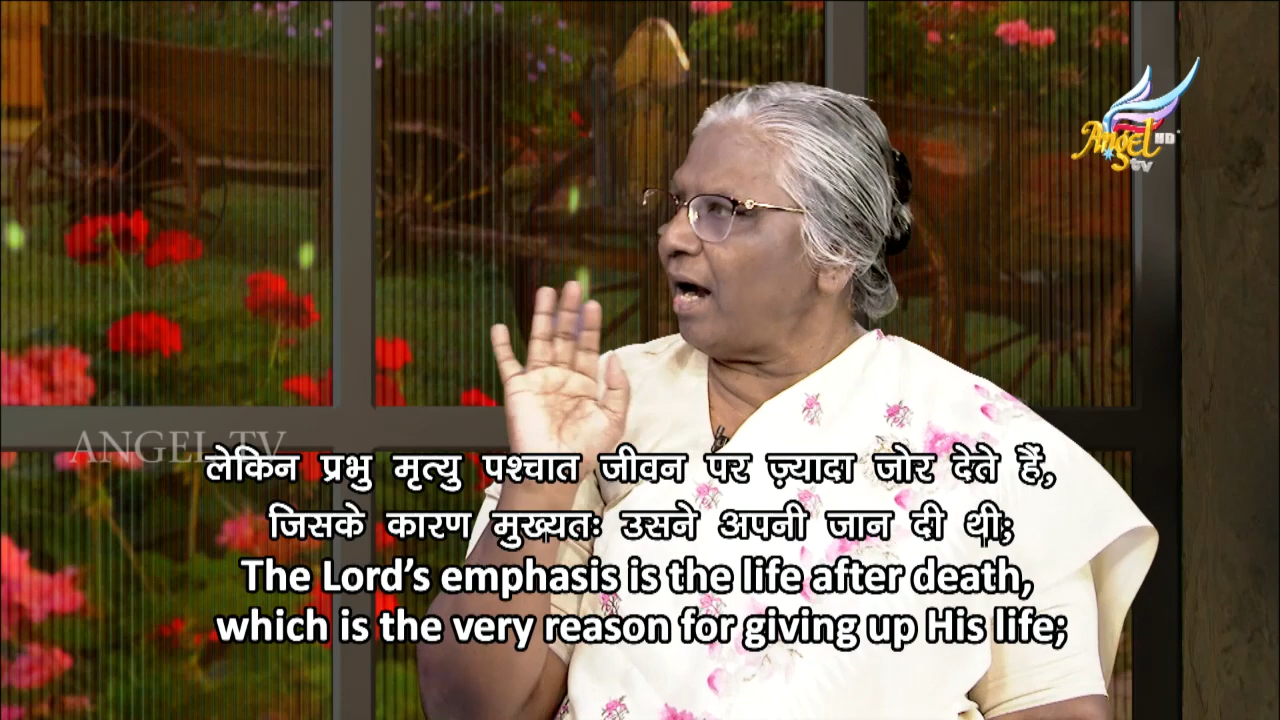 Angel HD
tv
ANGEL TV
लेकिन प्रभु मृत्यु पश्चात जीवन पर ज़्यादा जोर देते हैं,
जिसके कारण मुख्यतः उसने अपनी जान दी थी;
The Lord's emphasis is the life after death,
which is the very reason for giving up His life;